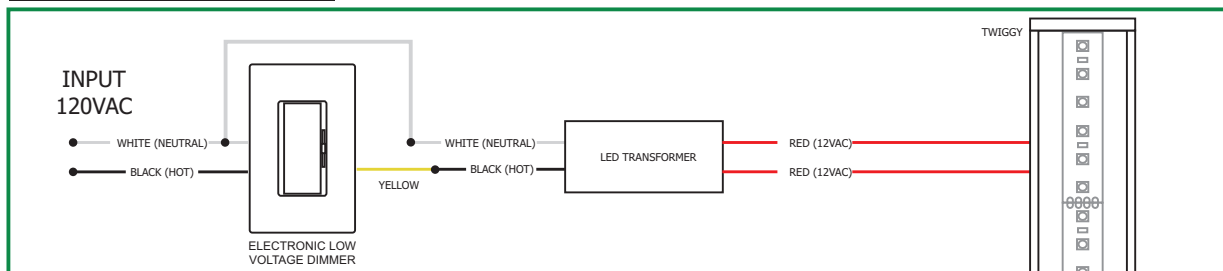 TWIGGY
INPUT
120VAC
WHITE (NEUTRAL)
WHITE (NEUTRAL)
RED (12VAC)
LED TRANSFORMER
BLACK (HOT)
BLACK (HOT)
RED (12VAC)
YELLOW
ELECTRONIC LOW
VOLTAGE DIMMER